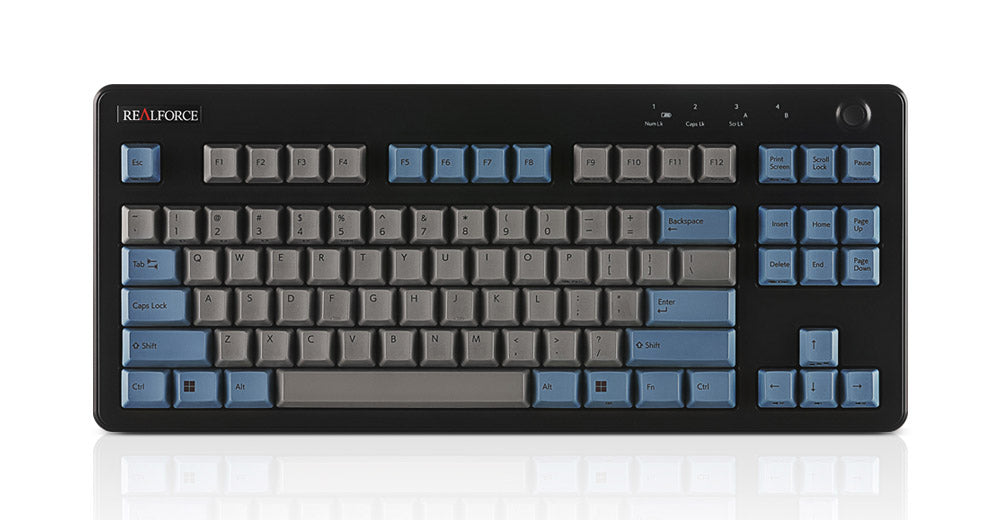 REALFORCE
1 2 3 4
A B
Num Lk Caps Lk Scr Lk
Esc F1 F2 F3 F4 F5 F6 F7 F8 F9 F10 F11 F12 Print Screen Scroll Lock Pause
~ ! @ # $ % ^ & * ( ) — + Backspace Insert Home Page Up
` 1 2 3 4 5 6 7 8 9 0 - = ←
Tab Q W E R T Y U I O P { } | Delete End Page Down
[ ] \
Caps Lock A S D F G H J K L : " Enter
; '
⇧ Shift Z X C V B N M < > ? ⇧ Shift ↑
, . /
Ctrl Alt Alt Fn Ctrl ← ↓ →